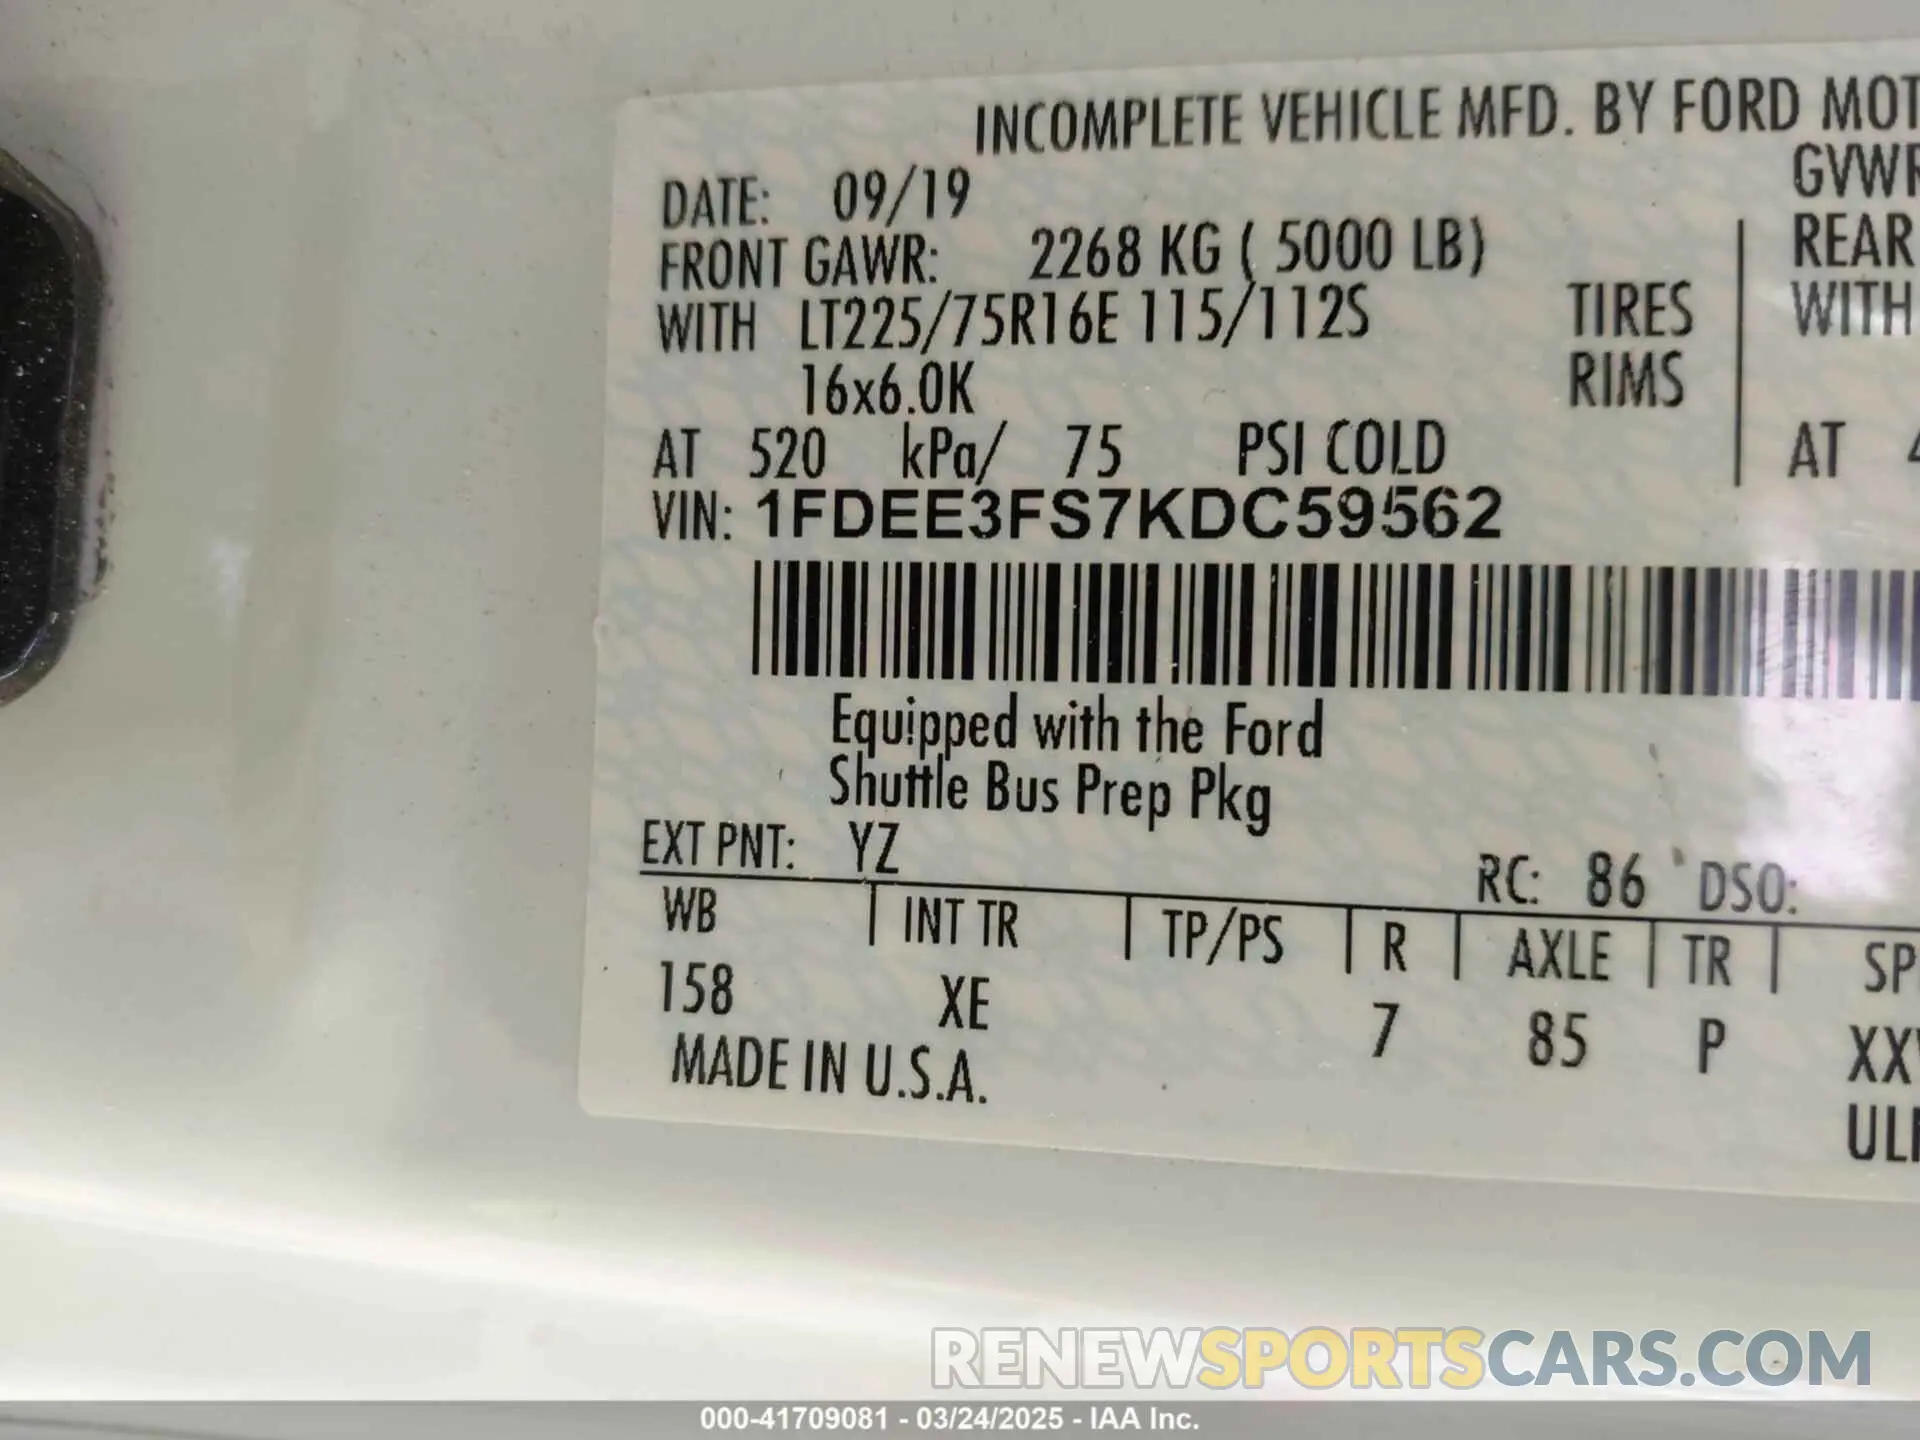 INCOMPLETE VEHICLE MFD. BY FORD MOT
DATE: 09/19 GVWR
FRONT GAWR: 2268 KG ( 5000 LB) REAR
WITH LT225/75R16E 115/112S TIRES WITH
16x6.0K RIMS
AT 520 kPa/ 75 PSI COLD AT 4
VIN: 1FDEE3FS7KDC59562
Equipped with the Ford
Shuttle Bus Prep Pkg
EXT PNT: YZ RC: 86 DSO:
WB INT TR TP/PS R AXLE TR SP
158 XE 7 85 P XX
MADE IN U.S.A. UL
RENEWSPORTSCARS.COM
000-41709081 - 03/24/2025 - IAA Inc.